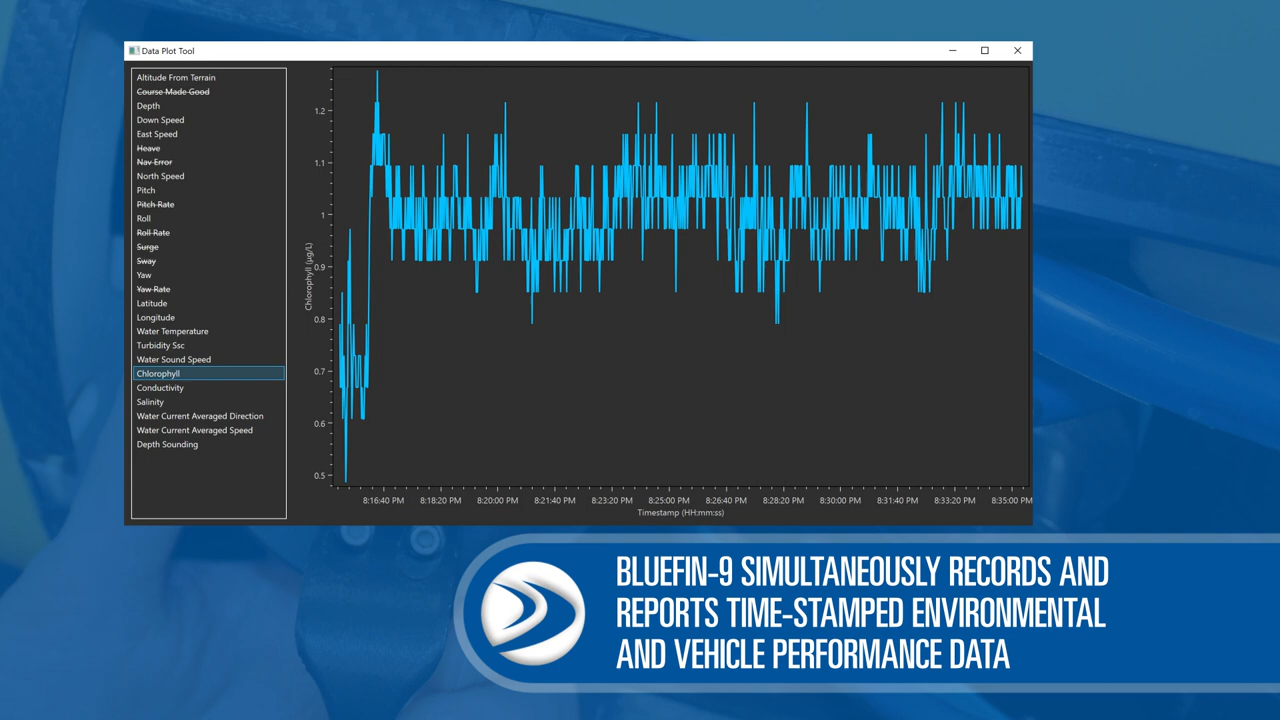 Data Plot Tool
Altitude From Terrain
Course Made Good
Depth
Down Speed
East Speed
Heave
Nav Error
North Speed
Pitch
Pitch Rate
Roll
Roll Rate
Surge
Sway
Yaw
Yaw Rate
Latitude
Longitude
Water Temperature
Turbidity Ssc
Water Sound Speed
Chlorophyll
Conductivity
Salinity
Water Current Averaged Direction
Water Current Averaged Speed
Depth Sounding
Chlorophyll (µg/L)
1.2
1.1
1
0.9
0.8
0.7
0.6
0.5
8:16:40 PM 8:18:20 PM 8:20:00 PM 8:21:40 PM 8:23:20 PM 8:25:00 PM 8:26:40 PM 8:28:20 PM 8:30:00 PM 8:31:40 PM 8:33:20 PM 8:35:00 PM
Timestamp (HH:mm:ss)
BLUEFIN-9 SIMULTANEOUSLY RECORDS AND
REPORTS TIME-STAMPED ENVIRONMENTAL
AND VEHICLE PERFORMANCE DATA